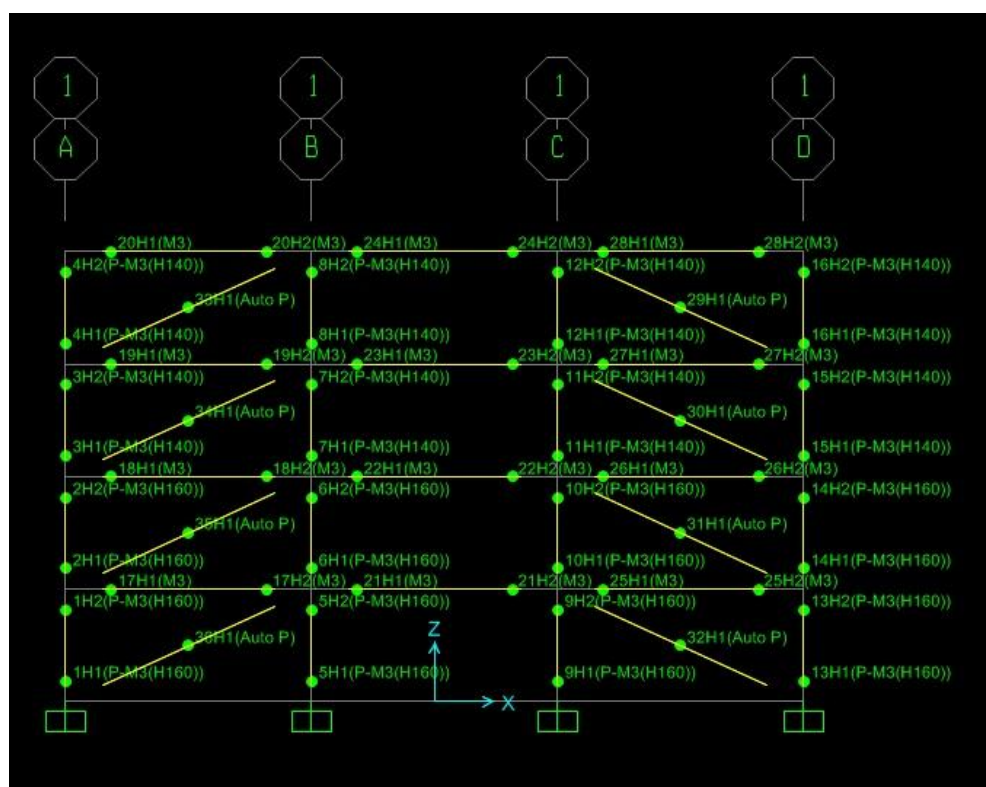 1 1 1 1
A B C D
20H1(M3) 20H2(M3) 24H1(M3) 24H2(M3) 28H1(M3) 28H2(M3)
4H2(P-M3(H140)) 8H2(P-M3(H140)) 12H2(P-M3(H140)) 16H2(P-M3(H140))
33H1(Auto P) 29H1(Auto P)
4H1(P-M3(H140)) 8H1(P-M3(H140)) 12H1(P-M3(H140)) 16H1(P-M3(H140))
19H1(M3) 19H2(M3) 23H1(M3) 23H2(M3) 27H1(M3) 27H2(M3)
3H2(P-M3(H140)) 7H2(P-M3(H140)) 11H2(P-M3(H140)) 15H2(P-M3(H140))
34H1(Auto P) 30H1(Auto P)
3H1(P-M3(H140)) 7H1(P-M3(H140)) 11H1(P-M3(H140)) 15H1(P-M3(H140))
18H1(M3) 18H2(M3) 22H1(M3) 22H2(M3) 26H1(M3) 26H2(M3)
2H2(P-M3(H160)) 6H2(P-M3(H160)) 10H2(P-M3(H160)) 14H2(P-M3(H160))
35H1(Auto P) 31H1(Auto P)
2H1(P-M3(H160)) 6H1(P-M3(H160)) 10H1(P-M3(H160)) 14H1(P-M3(H160))
17H1(M3) 17H2(M3) 21H1(M3) 21H2(M3) 25H1(M3) 25H2(M3)
1H2(P-M3(H160)) 5H2(P-M3(H160)) 9H2(P-M3(H160)) 13H2(P-M3(H160))
36H1(Auto P) 32H1(Auto P)
Z
1H1(P-M3(H160)) 5H1(P-M3(H160)) 9H1(P-M3(H160)) 13H1(P-M3(H160))
X